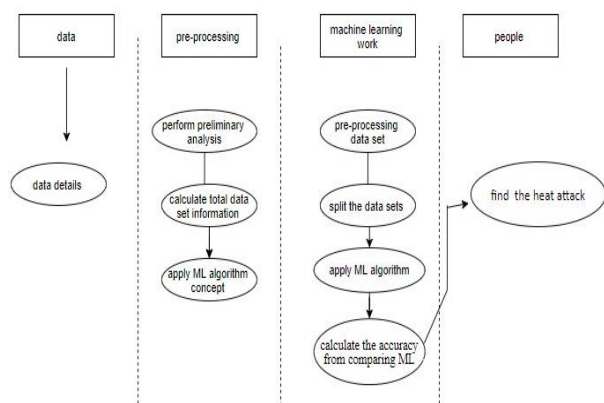 data
pre-processing
machine learning
work
people
data details
perform preliminary
analysis
calculate total data
set information
apply ML algorithm
concept
pre-processing
data set
split the data sets
apply ML algorithm
calculate the accuracy
from comparing ML
find the heat attack